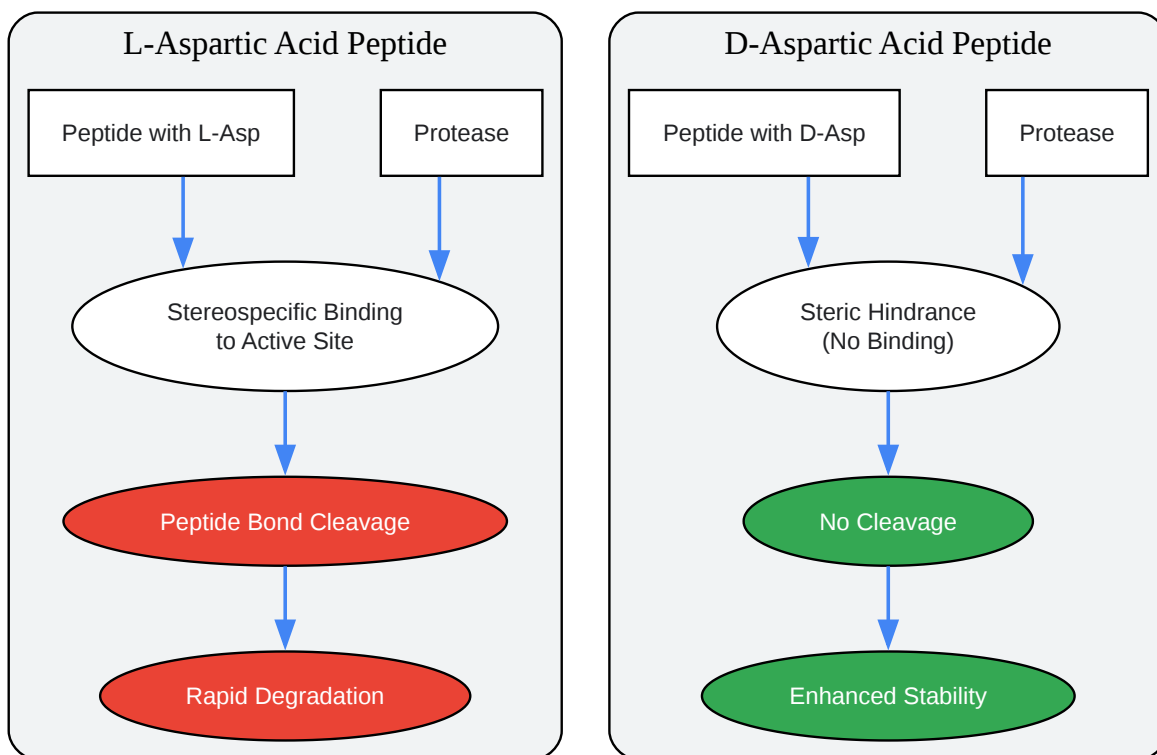 L-Aspartic Acid Peptide
Peptide with L-Asp
Protease
Stereospecific Binding
to Active Site
Peptide Bond Cleavage
Rapid Degradation
D-Aspartic Acid Peptide
Peptide with D-Asp
Protease
Steric Hindrance
(No Binding)
No Cleavage
Enhanced Stability